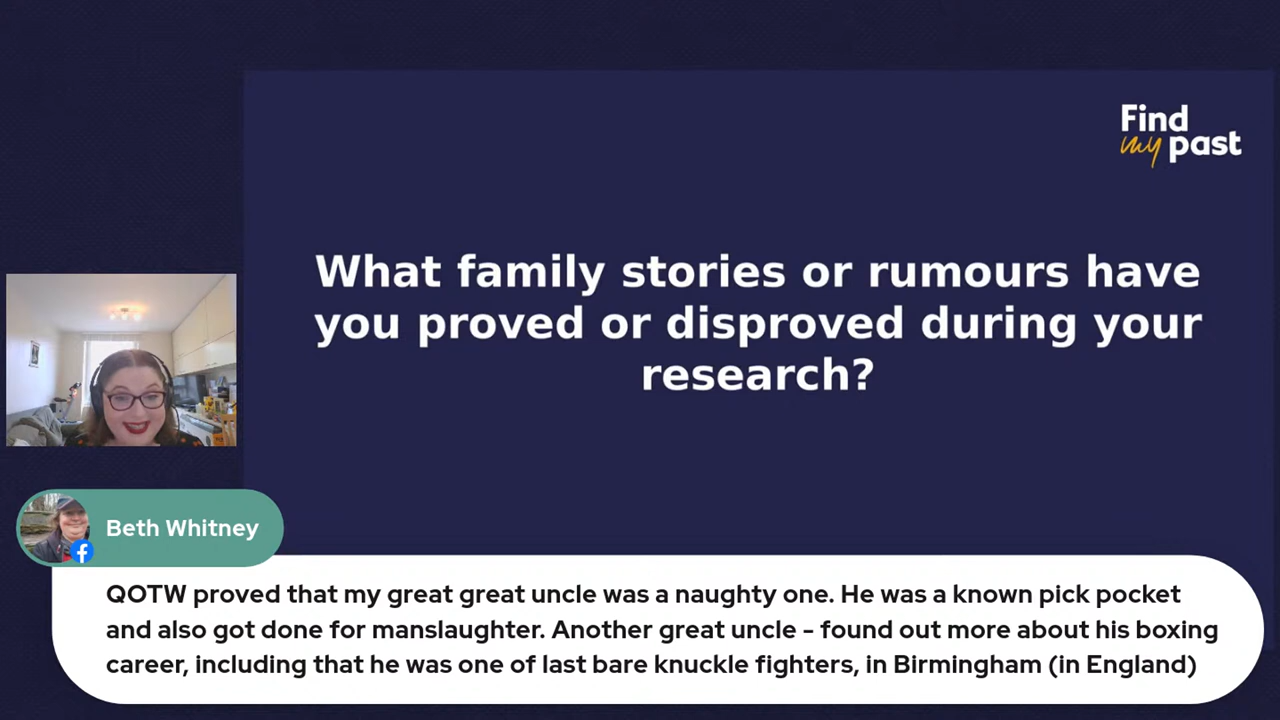 Find
my past
What family stories or rumours have
you proved or disproved during your
research?
Beth Whitney
QOTW proved that my great great uncle was a naughty one. He was a known pick pocket
and also got done for manslaughter. Another great uncle - found out more about his boxing
career, including that he was one of last bare knuckle fighters, in Birmingham (in England)